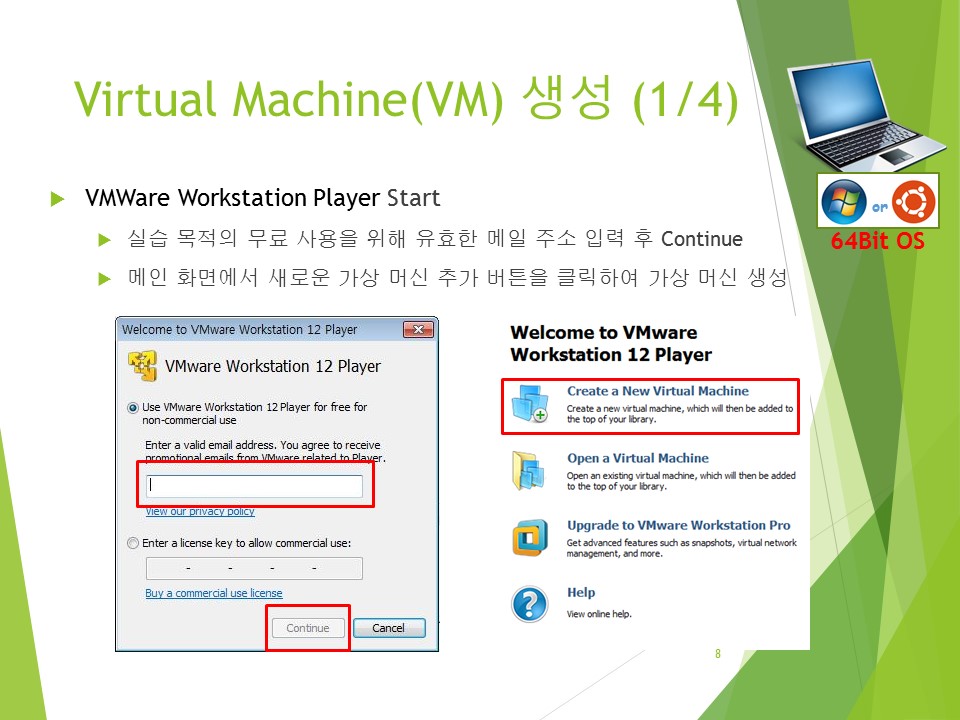 Virtual Machine(VM) 생성 (1/4)
VMWare Workstation Player Start
실습 목적의 무료 사용을 위해 유효한 메일 주소 입력 후 Continue
메인 화면에서 새로운 가상 머신 추가 버튼을 클릭하여 가상 머신 생성
or
64Bit OS
Welcome to VMware Workstation 12 Player
VMware Workstation 12 Player
Use VMware Workstation 12 Player for free for
non-commercial use
Enter a valid email address. You agree to receive
promotional emails from VMware related to Player.
View our privacy policy
Enter a license key to allow commercial use:
- - - -
Buy a commercial use license
Continue Cancel
Welcome to VMware
Workstation 12 Player
Create a New Virtual Machine
Create a new virtual machine, which will then be added to
the top of your library.
Open a Virtual Machine
Open an existing virtual machine, which will then be added
to the top of your library.
Upgrade to VMware Workstation Pro
Get advanced features such as snapshots, virtual network
management, and more.
Help
View online help.
8